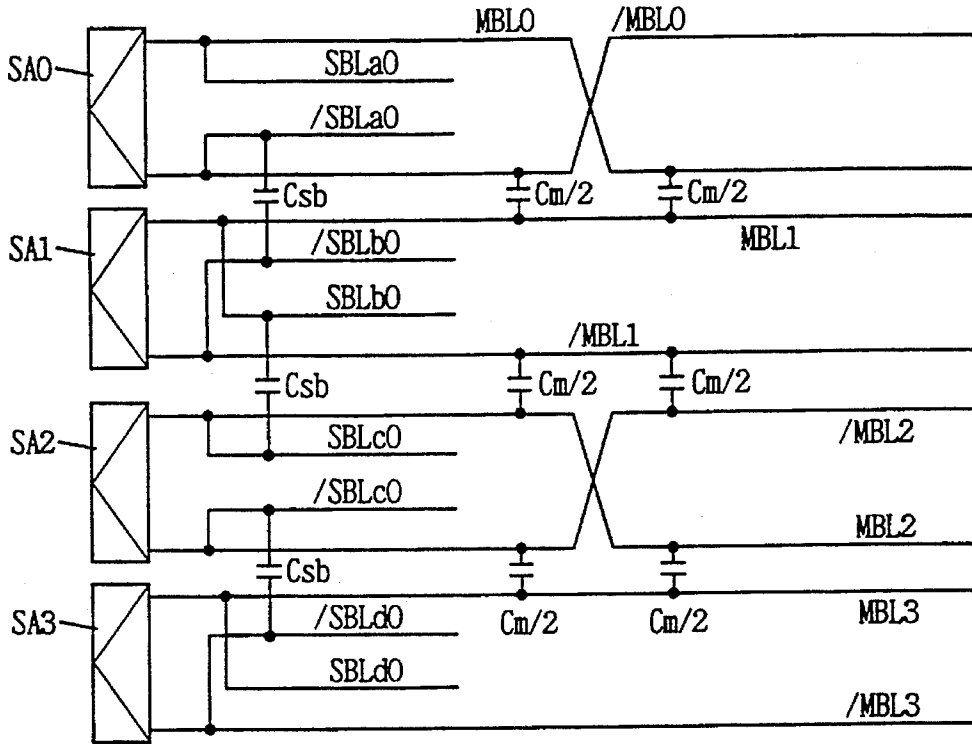 MBL0 /MBL0
SA0 SBLa0
/SBLa0
Csb Cm/2 Cm/2
SA1 /SBLb0 MBL1
SBLb0
/MBL1
Csb Cm/2 Cm/2
SA2 SBLc0 /MBL2
/SBLc0
MBL2
Csb
SA3 /SBLd0 Cm/2 Cm/2 MBL3
SBLd0
/MBL3